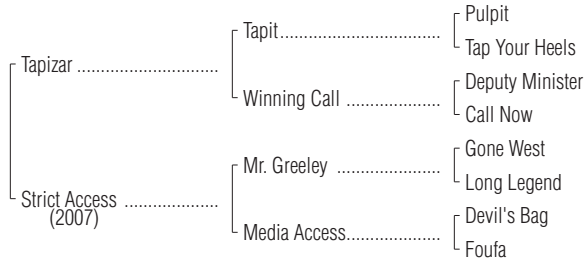 Pulpit
Tapit
Tap Your Heels
Tapizar
Deputy Minister
Winning Call
Call Now
Gone West
Mr. Greeley
Long Legend
Strict Access
(2007)
Devil's Bag
Media Access
Foufa